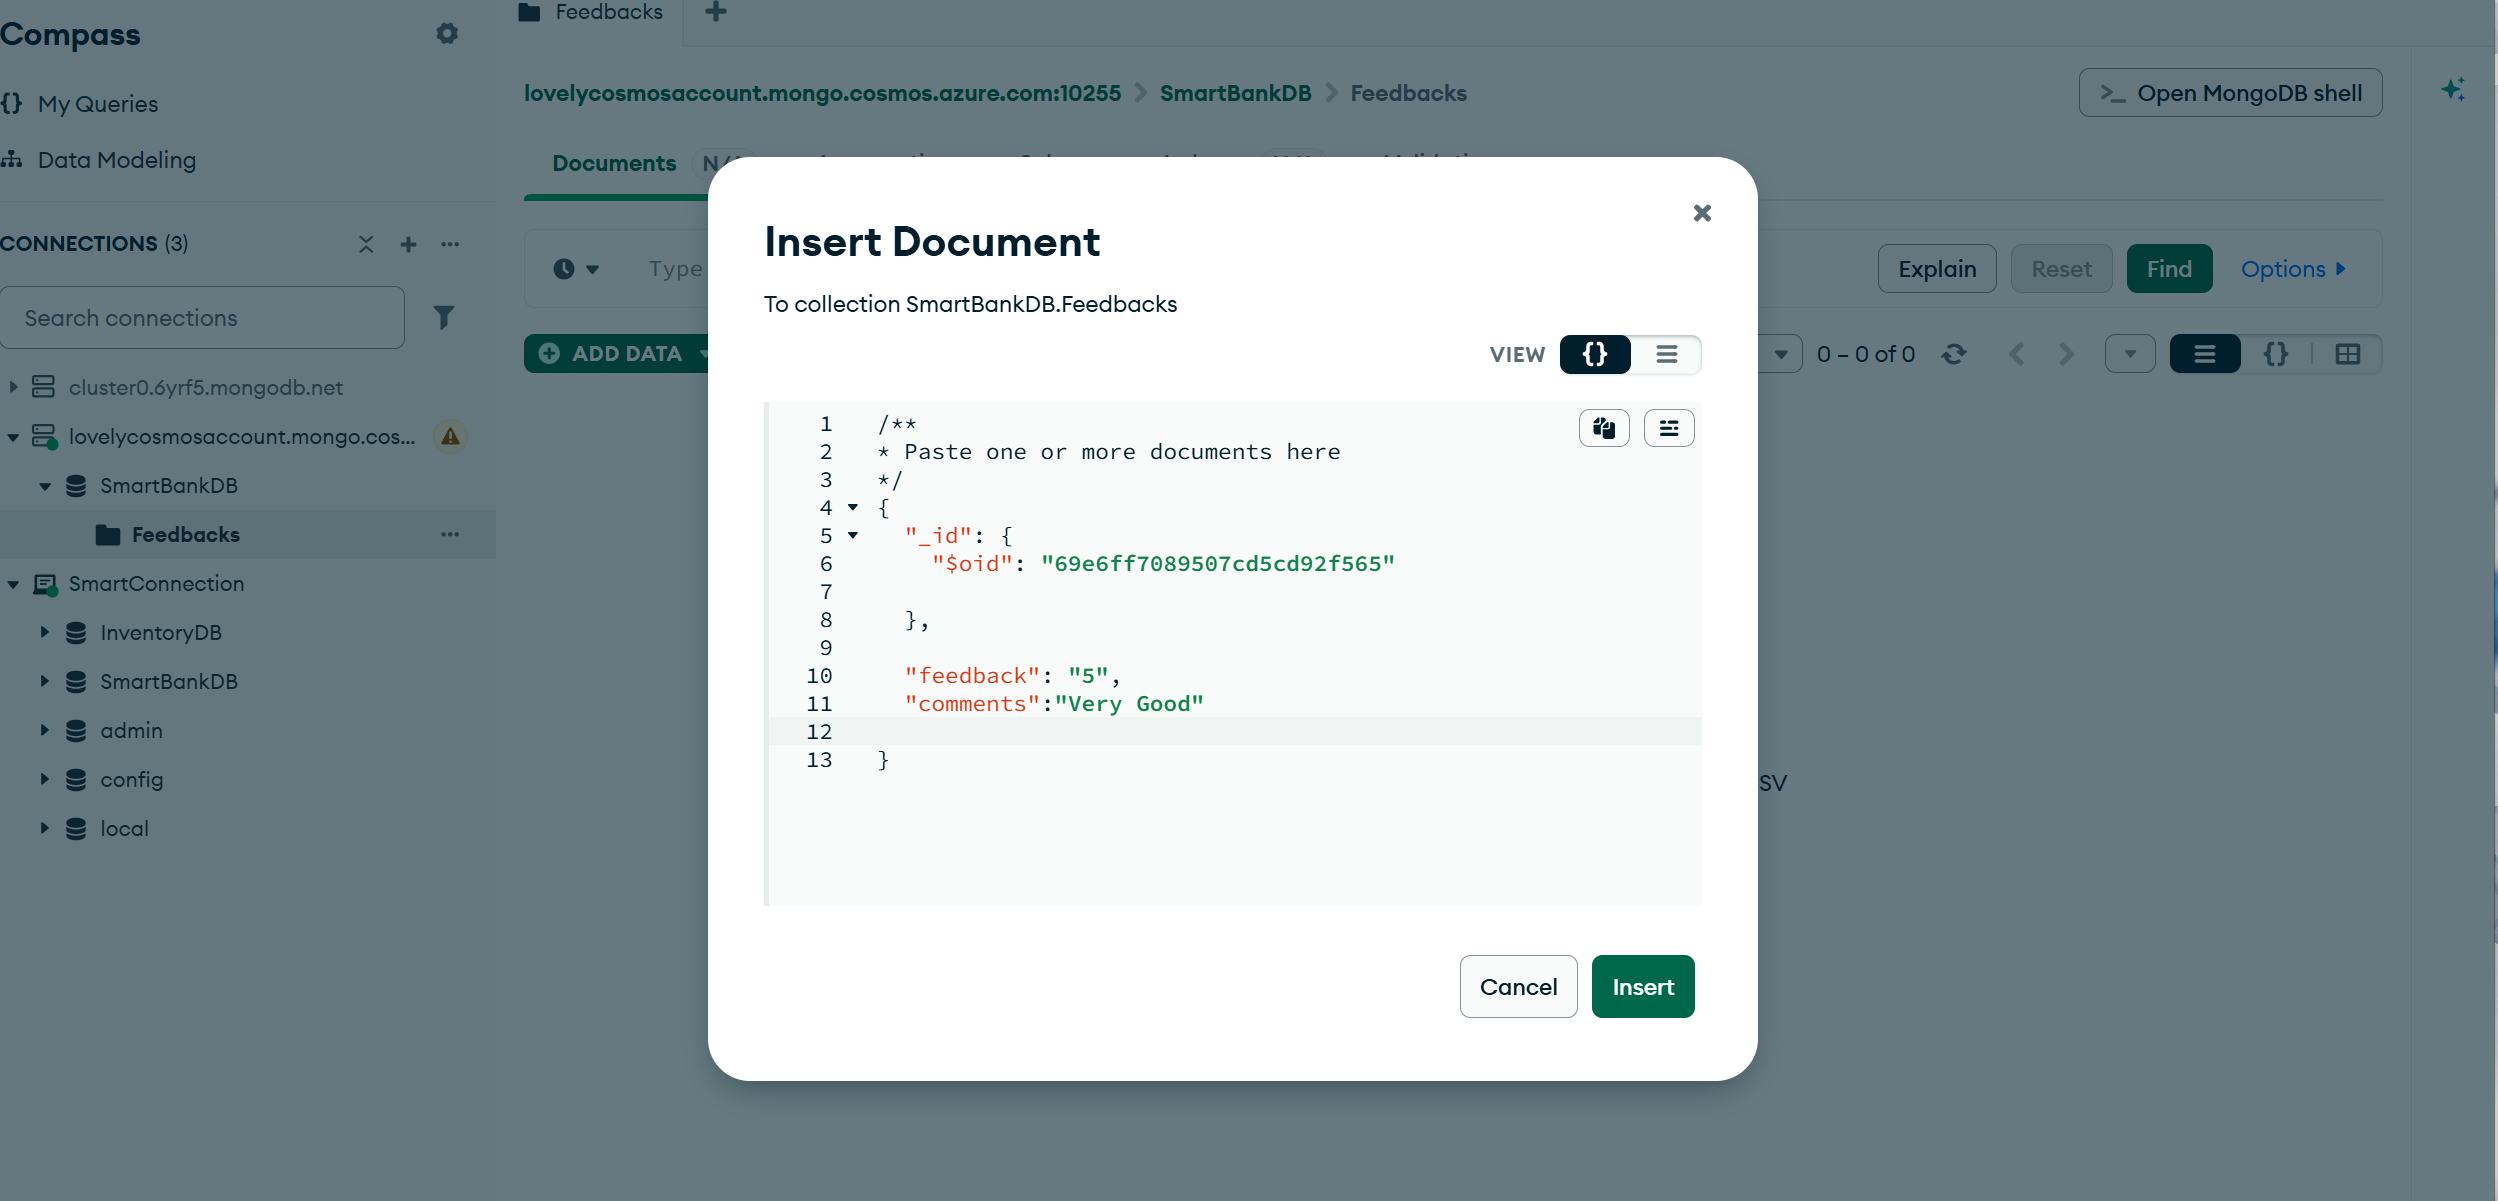 Compass
My Queries
Data Modeling
CONNECTIONS (3)
Search connections
cluster0.6yrf5.mongodb.net
lovelycosmosaccount.mongo.cos...
SmartBankDB
Feedbacks
SmartConnection
InventoryDB
SmartBankDB
admin
config
local
Feedbacks
lovelycosmosaccount.mongo.cosmos.azure.com:10255 > SmartBankDB > Feedbacks
>_ Open MongoDB shell
Documents
Type
Explain
Reset
Find
Options
ADD DATA
0 – 0 of 0
SV
Insert Document
To collection SmartBankDB.Feedbacks
VIEW {}
1 /**
2 * Paste one or more documents here
3 */
4 {
5 "_id": {
6 "$oid": "69e6ff7089507cd5cd92f565"
7
8 },
9
10 "feedback": "5",
11 "comments":"Very Good"
12
13 }
Cancel
Insert